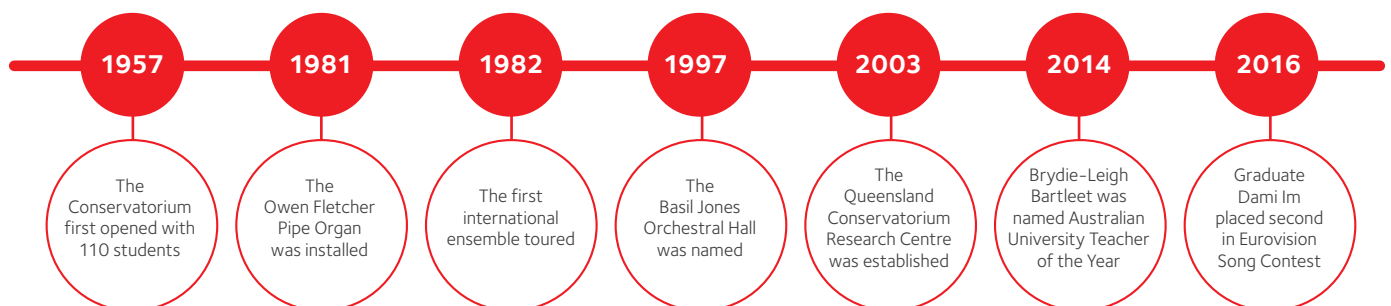 1957
The
Conservatorium
first opened with
110 students
1981
The
Owen Fletcher
Pipe Organ
was installed
1982
The first
international
ensemble toured
1997
The
Basil Jones
Orchestral Hall
was named
2003
The
Queensland
Conservatorium
Research Centre
was established
2014
Brydie-Leigh
Bartleet was
named Australian
University Teacher
of the Year
2016
Graduate
Dami Im
placed second
in Eurovision
Song Contest